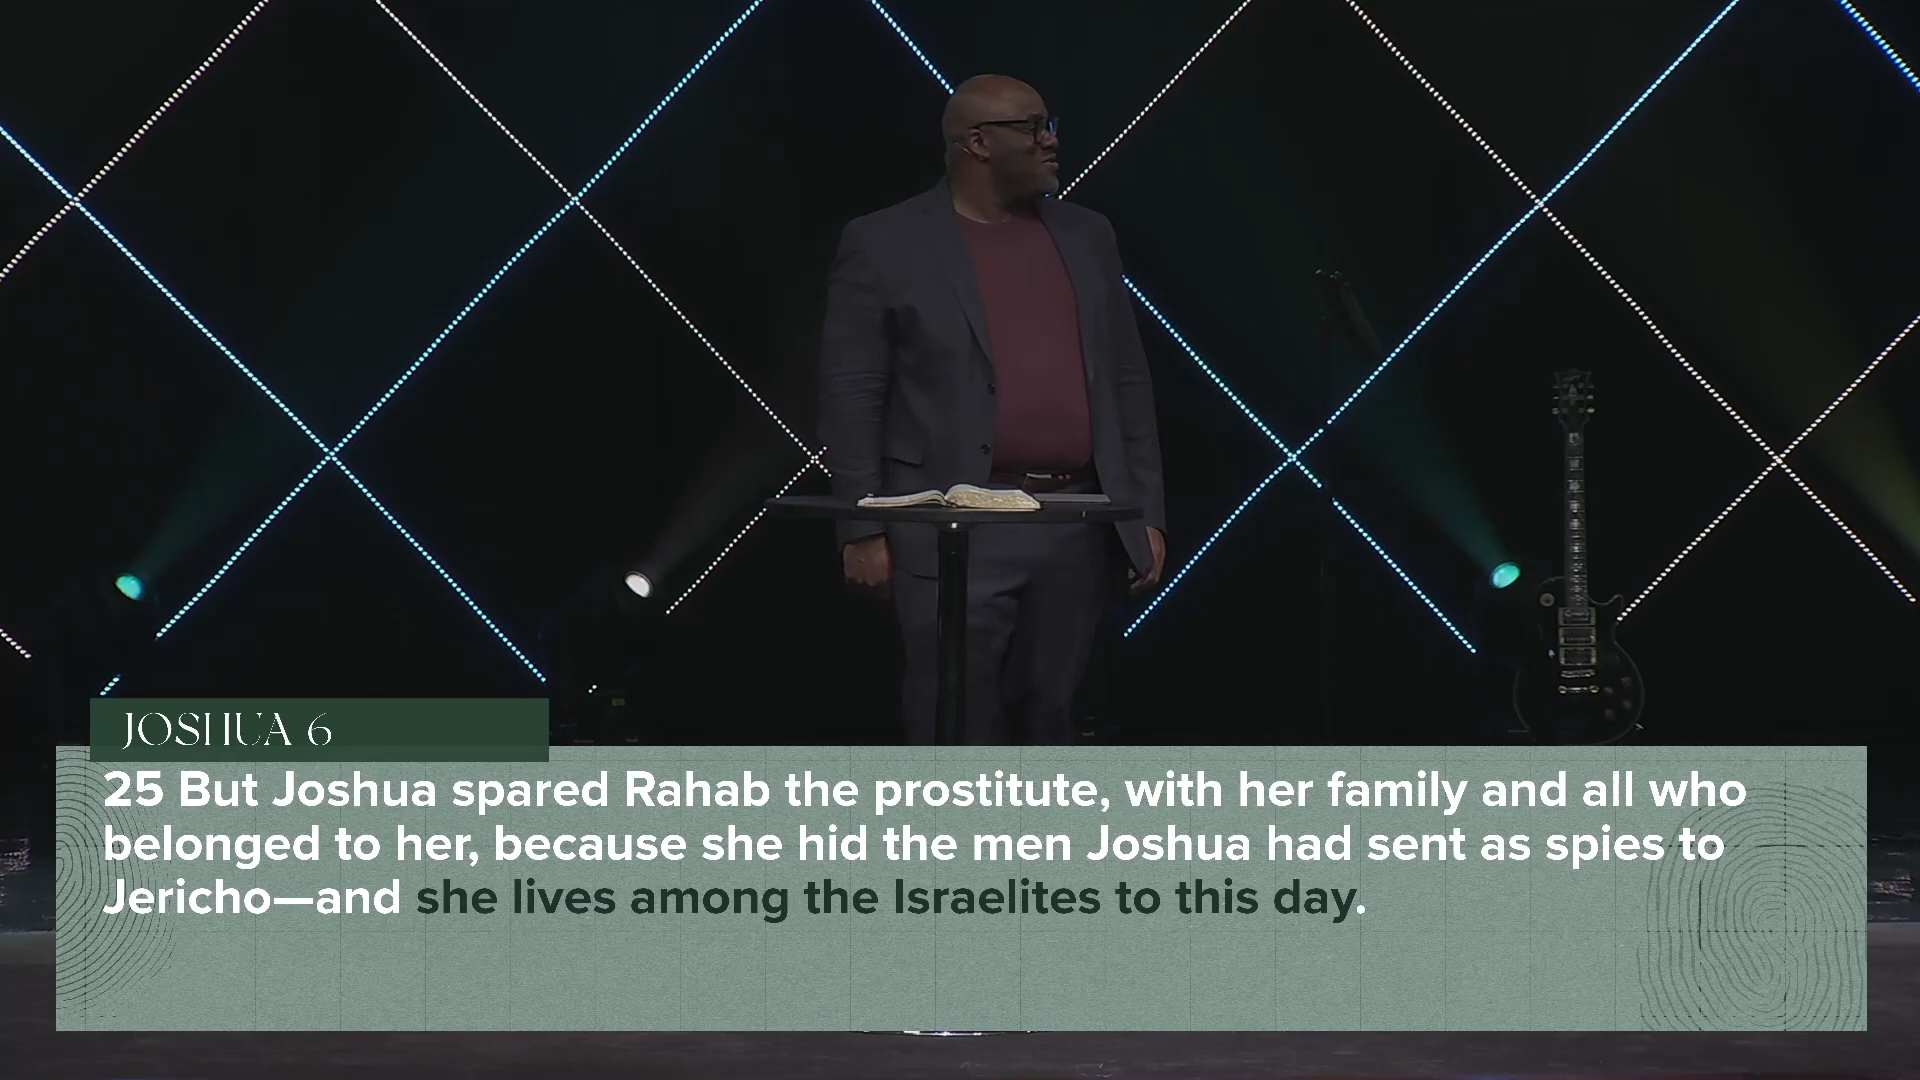 JOSHUA 6
25 But Joshua spared Rahab the prostitute, with her family and all who
belonged to her, because she hid the men Joshua had sent as spies to
Jericho—and she lives among the Israelites to this day.